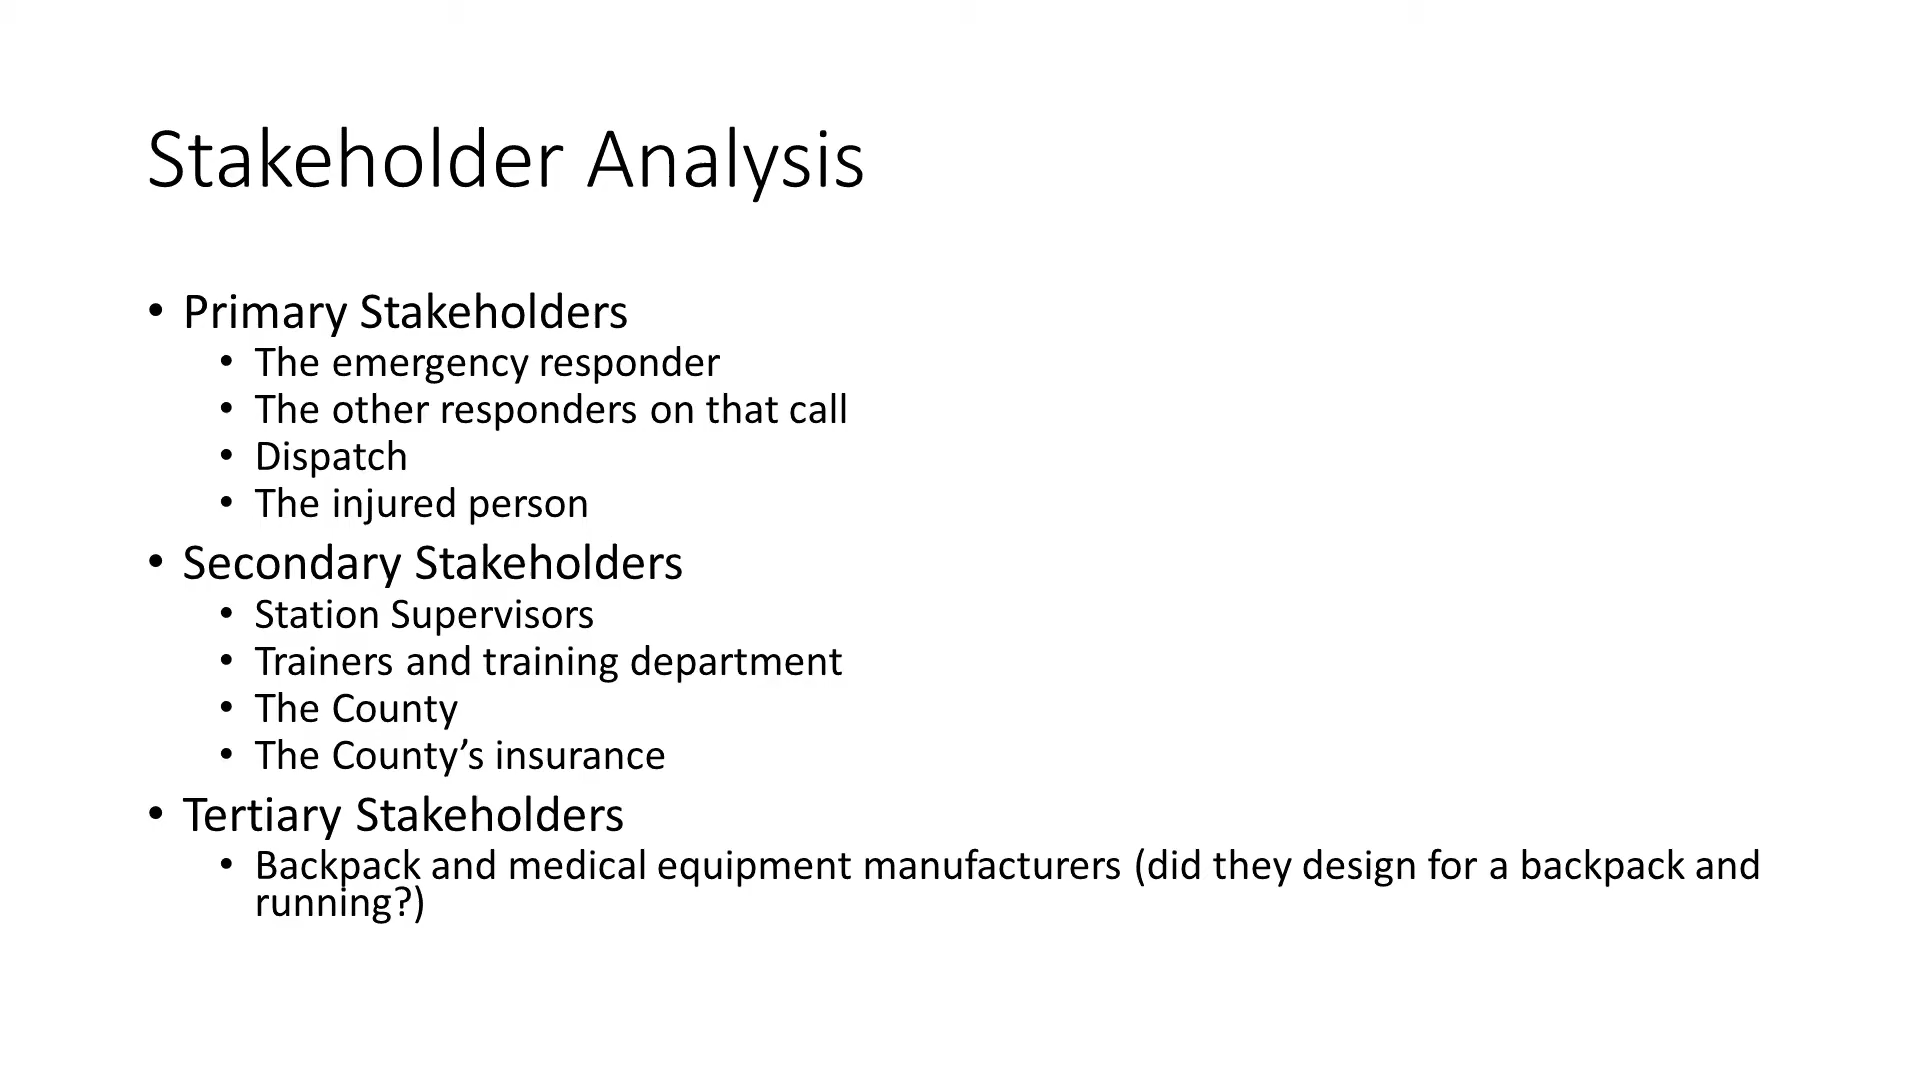 Stakeholder Analysis
• Primary Stakeholders
• The emergency responder
• The other responders on that call
• Dispatch
• The injured person
• Secondary Stakeholders
• Station Supervisors
• Trainers and training department
• The County
• The County’s insurance
• Tertiary Stakeholders
• Backpack and medical equipment manufacturers (did they design for a backpack and
running?)